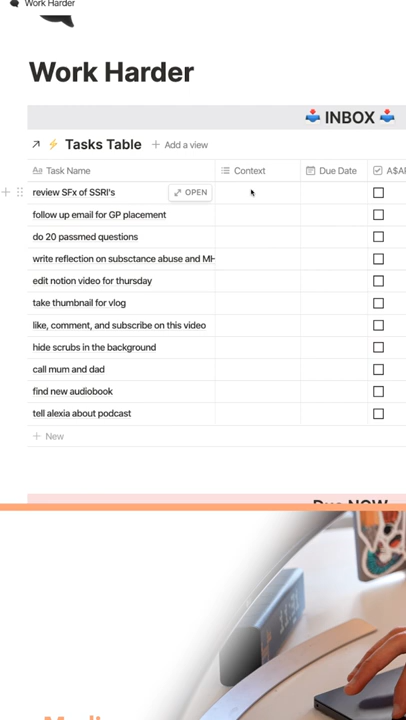 Work Harder
Work Harder
INBOX
Tasks Table + Add a view
Aa Task Name Context Due Date
review SFx of SSRI's OPEN
follow up email for GP placement
do 20 passmed questions
write reflection on subsctance abuse and MH
edit notion video for thursday
take thumbnail for vlog
like, comment, and subscribe on this video
hide scrubs in the background
call mum and dad
find new audiobook
tell alexia about podcast
+ New